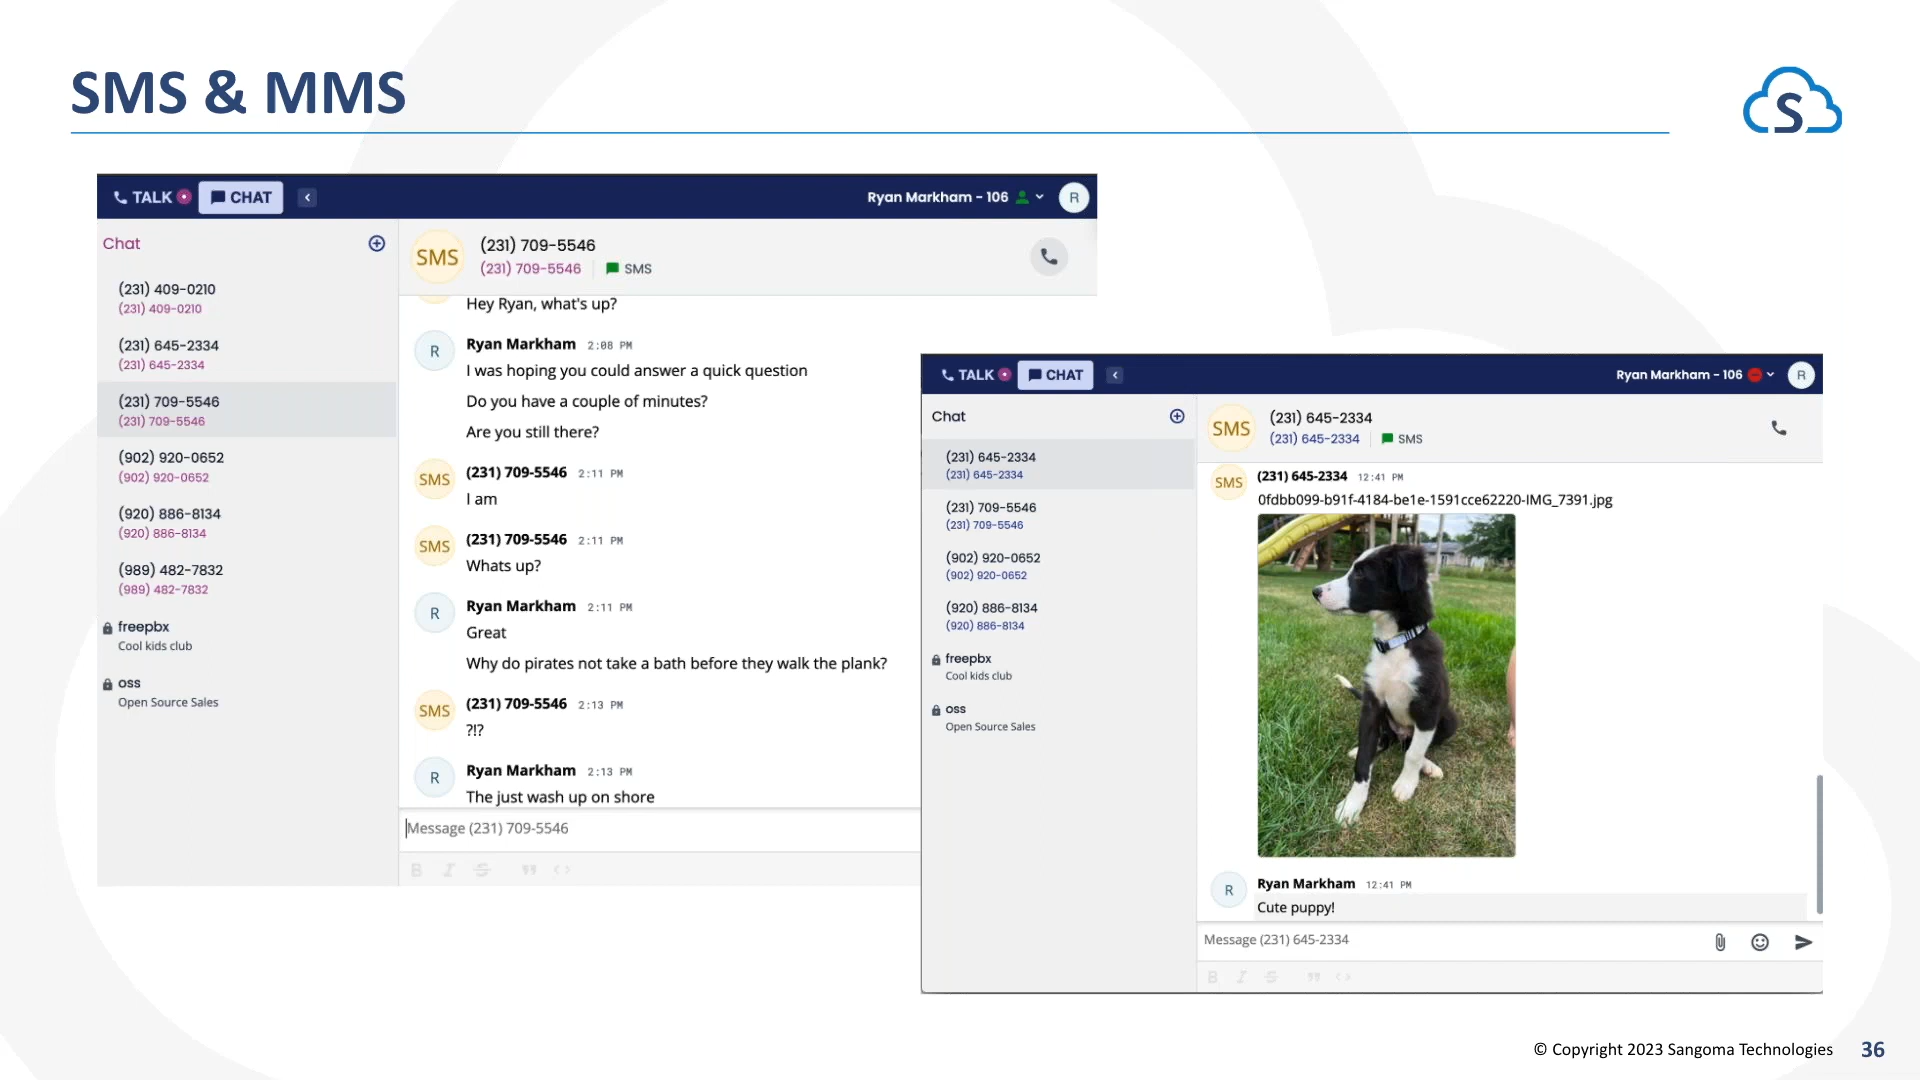 SMS & MMS
S
TALK
CHAT
Ryan Markham - 106
R
Chat
(231) 409-0210
(231) 409-0210
(231) 645-2334
(231) 645-2334
(231) 709-5546
(231) 709-5546
(902) 920-0652
(902) 920-0652
(920) 886-8134
(920) 886-8134
(989) 482-7832
(989) 482-7832
freepbx
Cool kids club
oss
Open Source Sales
SMS
(231) 709-5546
(231) 709-5546
SMS
Hey Ryan, what's up?
R
Ryan Markham 2:08 PM
I was hoping you could answer a quick question
Do you have a couple of minutes?
Are you still there?
SMS
(231) 709-5546 2:11 PM
I am
SMS
(231) 709-5546 2:11 PM
Whats up?
R
Ryan Markham 2:11 PM
Great
Why do pirates not take a bath before they walk the plank?
SMS
(231) 709-5546 2:13 PM
?!?
R
Ryan Markham 2:13 PM
The just wash up on shore
Message (231) 709-5546
B I S
TALK
CHAT
Ryan Markham - 106
R
Chat
(231) 645-2334
(231) 645-2334
(231) 709-5546
(231) 709-5546
(902) 920-0652
(902) 920-0652
(920) 886-8134
(920) 886-8134
freepbx
Cool kids club
oss
Open Source Sales
SMS
(231) 645-2334
(231) 645-2334
SMS
SMS
(231) 645-2334 12:41 PM
0fdbb099-b91f-4184-be1e-1591cce62220-IMG_7391.jpg
R
Ryan Markham 12:41 PM
Cute puppy!
Message (231) 645-2334
B I S
© Copyright 2023 Sangoma Technologies
36